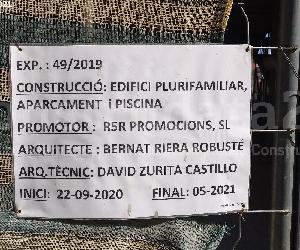 EXP. : 49/2019
CONSTRUCCIÓ: EDIFICI PLURIFAMILIAR,
APARCAMENT i PISCINA
PROMOTOR : R5R PROMOCIONS, SL
ARQUITECTE : BERNAT RIERA ROBUSTÉ
ARQ.TÈCNIC: DAVID ZURITA CASTILLO
INICI: 22-09-2020 FINAL: 05-2021